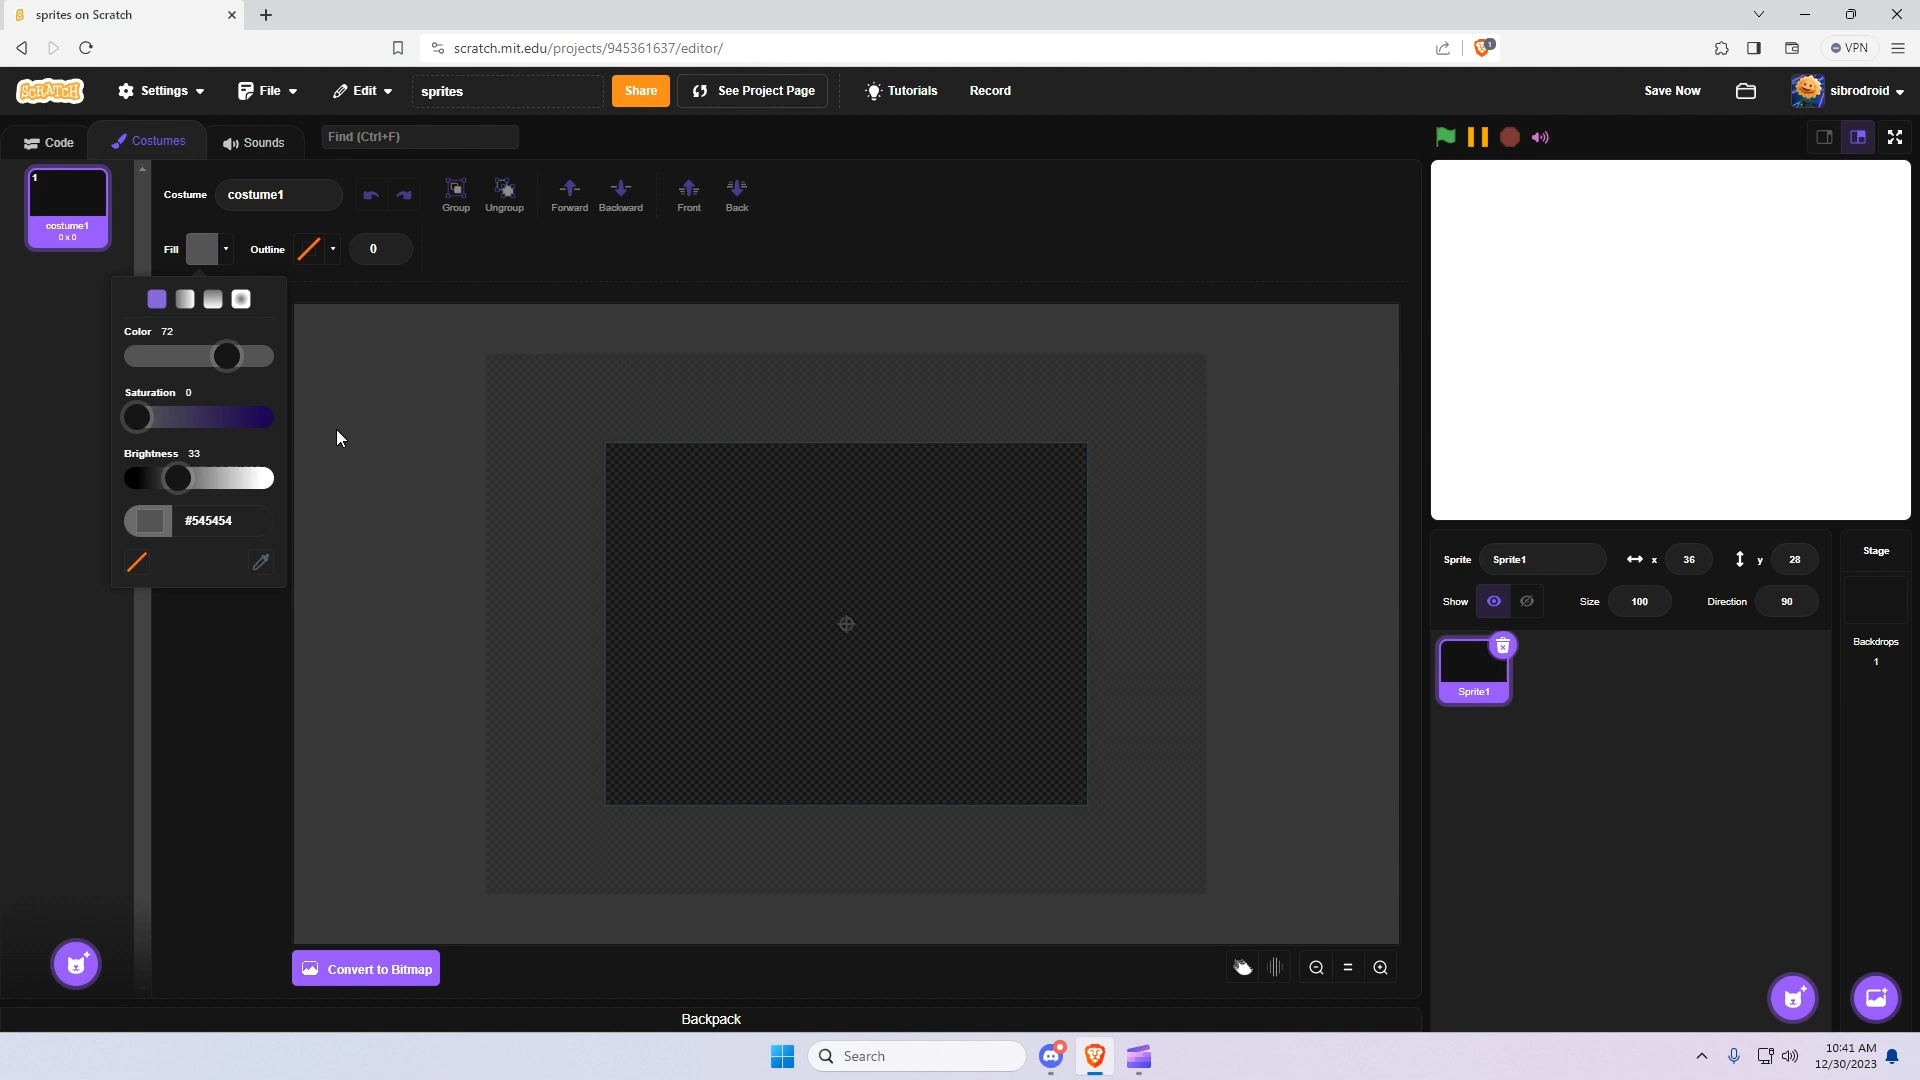 sprites on Scratch
scratch.mit.edu/projects/945361637/editor/
1
VPN
SCRATCH
Settings
File
Edit
sprites
Share
See Project Page
Tutorials
Record
Save Now
sibrodroid
Code
Costumes
Sounds
Find (Ctrl+F)
1
costume1
0 x 0
Costume
costume1
Group
Ungroup
Forward
Backward
Front
Back
Fill
Outline
0
Color 72
Saturation 0
Brightness 33
#545454
Convert to Bitmap
Backpack
Sprite
Sprite1
x
36
y
28
Show
Size
100
Direction
90
Sprite1
Stage
Backdrops
1
Search
10:41 AM
12/30/2023